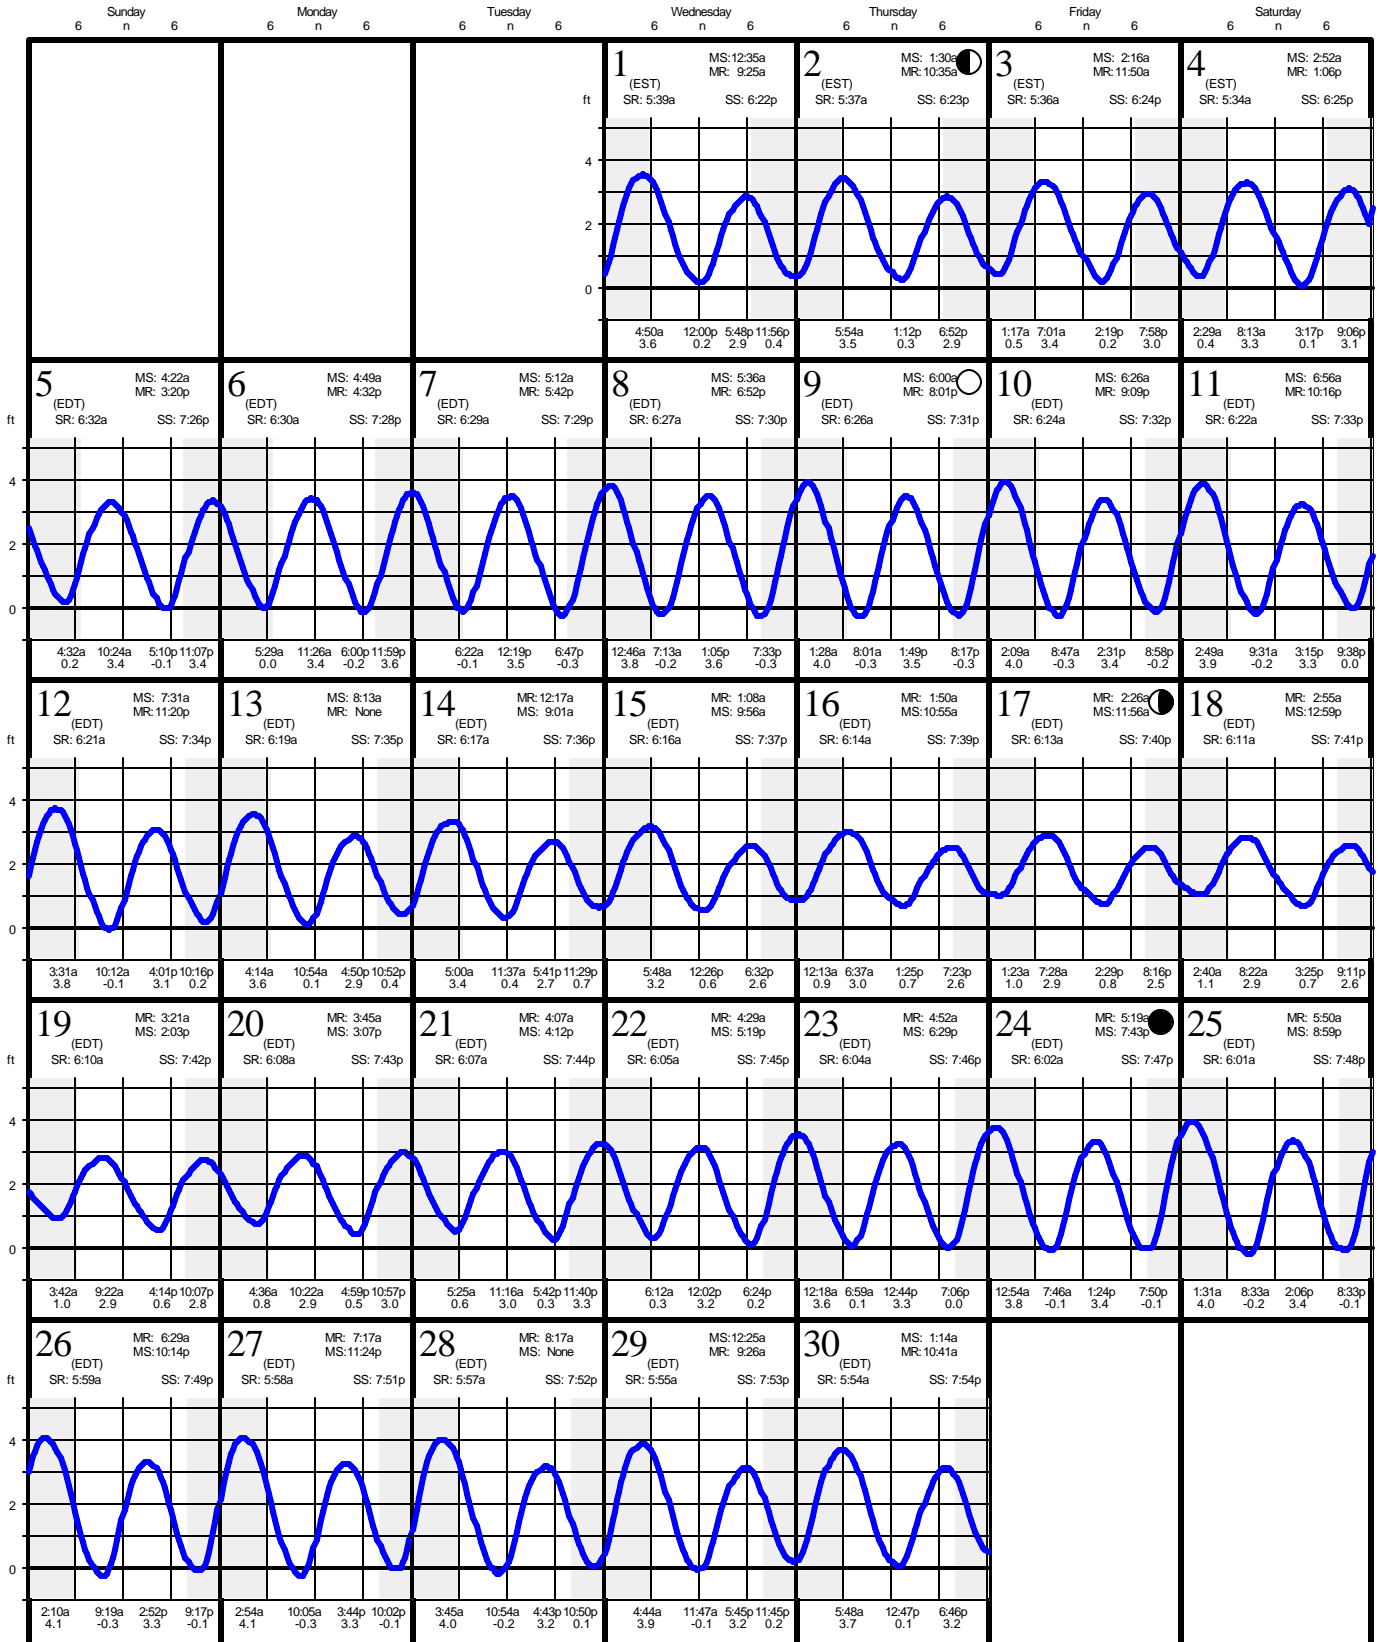 Sunday Monday Tuesday Wednesday Thursday Friday Saturday
6 n 6 6 n 6 6 n 6 6 n 6 6 n 6 6 n 6 6 n 6
1 MS:12:35a
MR: 9:25a
(EST)
SR: 5:39a SS: 6:22p
2 MS: 1:30a
MR:10:35a
(EST)
SR: 5:37a SS: 6:23p
3 MS: 2:16a
MR:11:50a
(EST)
SR: 5:36a SS: 6:24p
4 MS: 2:52a
MR: 1:06p
(EST)
SR: 5:34a SS: 6:25p
ft
4
2
0
4:50a 12:00p 5:48p 11:56p
3.6 0.2 2.9 0.4
5:54a 1:12p 6:52p
3.5 0.3 2.9
1:17a 7:01a 2:19p 7:58p
0.5 3.4 0.2 3.0
2:29a 8:13a 3:17p 9:06p
0.4 3.3 0.1 3.1
5 MS: 4:22a
MR: 3:20p
(EDT)
SR: 6:32a SS: 7:26p
6 MS: 4:49a
MR: 4:32p
(EDT)
SR: 6:30a SS: 7:28p
7 MS: 5:12a
MR: 5:42p
(EDT)
SR: 6:29a SS: 7:29p
8 MS: 5:36a
MR: 6:52p
(EDT)
SR: 6:27a SS: 7:30p
9 MS: 6:00a
MR: 8:01p
(EDT)
SR: 6:26a SS: 7:31p
10 MS: 6:26a
MR: 9:09p
(EDT)
SR: 6:24a SS: 7:32p
11 MS: 6:56a
MR:10:16p
(EDT)
SR: 6:22a SS: 7:33p
ft
4
2
0
4:32a 10:24a 5:10p 11:07p
0.2 3.4 -0.1 3.4
5:29a 11:26a 6:00p 11:59p
0.0 3.4 -0.2 3.6
6:22a 12:19p 6:47p
-0.1 3.5 -0.3
12:46a 7:13a 1:05p 7:33p
3.8 -0.2 3.6 -0.3
1:28a 8:01a 1:49p 8:17p
4.0 -0.3 3.5 -0.3
2:09a 8:47a 2:31p 8:58p
4.0 -0.3 3.4 -0.2
2:49a 9:31a 3:15p 9:38p
3.9 -0.2 3.3 0.0
12 MS: 7:31a
MR:11:20p
(EDT)
SR: 6:21a SS: 7:34p
13 MS: 8:13a
MR: None
(EDT)
SR: 6:19a SS: 7:35p
14 MR: 12:17a
MS: 9:01a
(EDT)
SR: 6:17a SS: 7:36p
15 MR: 1:08a
MS: 9:56a
(EDT)
SR: 6:16a SS: 7:37p
16 MR: 1:50a
MS:10:55a
(EDT)
SR: 6:14a SS: 7:39p
17 MR: 2:26a
MS:11:56a
(EDT)
SR: 6:13a SS: 7:40p
18 MR: 2:55a
MS:12:59p
(EDT)
SR: 6:11a SS: 7:41p
ft
4
2
0
3:31a 10:12a 4:01p 10:16p
3.8 -0.1 3.1 0.2
4:14a 10:54a 4:50p 10:52p
3.6 0.1 2.9 0.4
5:00a 11:37a 5:41p 11:29p
3.4 0.4 2.7 0.7
5:48a 12:26p 6:32p
3.2 0.6 2.6
12:13a 6:37a 1:25p 7:23p
0.9 3.0 0.7 2.6
1:23a 7:28a 2:29p 8:16p
1.0 2.9 0.8 2.5
2:40a 8:22a 3:25p 9:11p
1.1 2.9 0.7 2.6
19 MR: 3:21a
MS: 2:03p
(EDT)
SR: 6:10a SS: 7:42p
20 MR: 3:45a
MS: 3:07p
(EDT)
SR: 6:08a SS: 7:43p
21 MR: 4:07a
MS: 4:12p
(EDT)
SR: 6:07a SS: 7:44p
22 MR: 4:29a
MS: 5:19p
(EDT)
SR: 6:05a SS: 7:45p
23 MR: 4:52a
MS: 6:29p
(EDT)
SR: 6:04a SS: 7:46p
24 MR: 5:19a
MS: 7:43p
(EDT)
SR: 6:02a SS: 7:47p
25 MR: 5:50a
MS: 8:59p
(EDT)
SR: 6:01a SS: 7:48p
ft
4
2
0
3:42a 9:22a 4:14p 10:07p
1.0 2.9 0.6 2.8
4:36a 10:22a 4:59p 10:57p
0.8 2.9 0.5 3.0
5:25a 11:16a 5:42p 11:40p
0.6 3.0 0.3 3.3
6:12a 12:02p 6:24p
0.3 3.2 0.2
12:18a 6:59a 12:44p 7:06p
3.6 0.1 3.3 0.0
12:54a 7:46a 1:24p 7:50p
3.8 -0.1 3.4 -0.1
1:31a 8:33a 2:06p 8:33p
4.0 -0.2 3.4 -0.1
26 MR: 6:29a
MS:10:14p
(EDT)
SR: 5:59a SS: 7:49p
27 MR: 7:17a
MS:11:24p
(EDT)
SR: 5:58a SS: 7:51p
28 MR: 8:17a
MS: None
(EDT)
SR: 5:57a SS: 7:52p
29 MS:12:25a
MR: 9:26a
(EDT)
SR: 5:55a SS: 7:53p
30 MS: 1:14a
MR:10:41a
(EDT)
SR: 5:54a SS: 7:54p
ft
4
2
0
2:10a 9:19a 2:52p 9:17p
4.1 -0.3 3.3 -0.1
2:54a 10:05a 3:44p 10:02p
4.1 -0.3 3.3 -0.1
3:45a 10:54a 4:43p 10:50p
4.0 -0.2 3.2 0.1
4:44a 11:47a 5:45p 11:45p
3.9 -0.1 3.2 0.2
5:48a 12:47p 6:46p
3.7 0.1 3.2